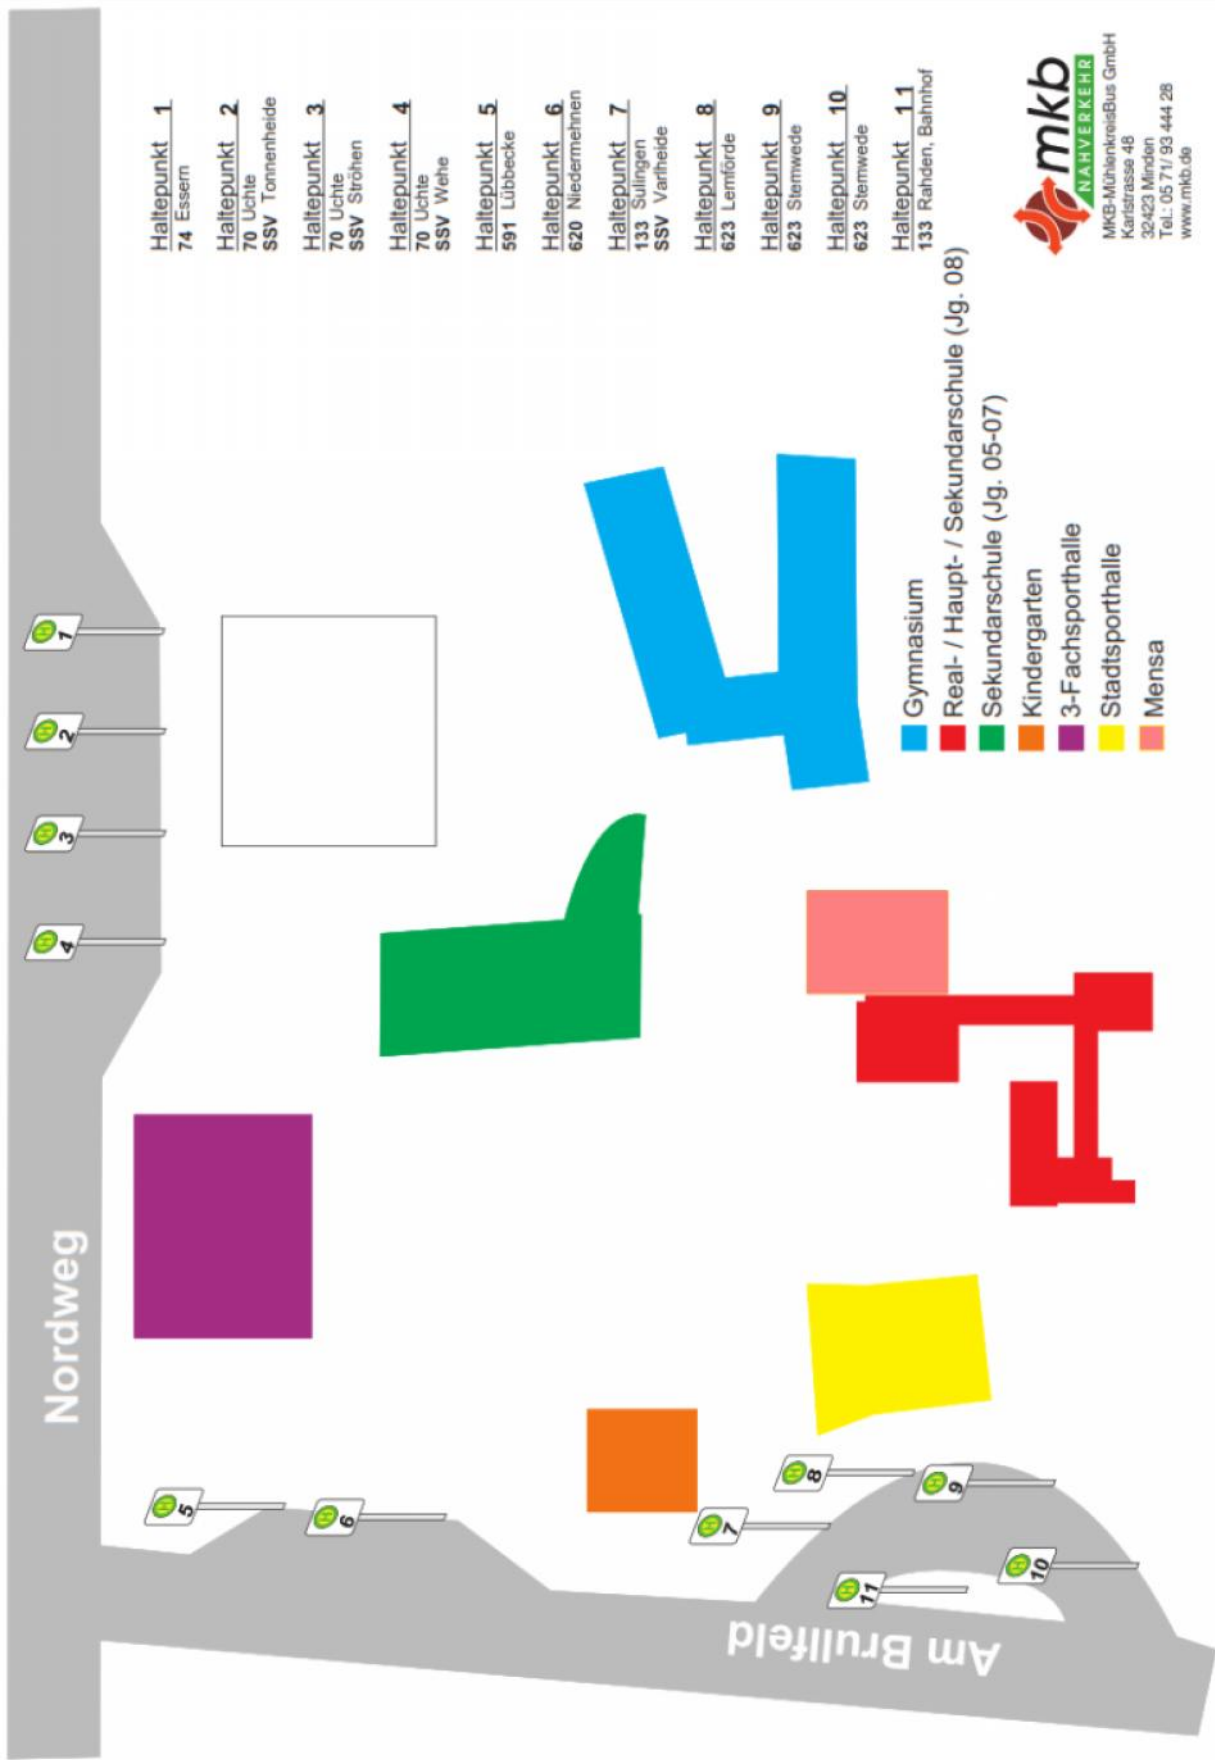 Nordweg
Am Brullfeld
1
2
3
4
5
6
7
8
9
10
11
Haltepunkt 1
74 Essern
Haltepunkt 2
70 Uchte
SSV Tonnenheide
Haltepunkt 3
70 Uchte
SSV Ströhen
Haltepunkt 4
70 Uchte
SSV Wehe
Haltepunkt 5
591 Lübbecke
Haltepunkt 6
620 Niedermehnen
Haltepunkt 7
133 Sulingen
SSV Varlheide
Haltepunkt 8
623 Lemförde
Haltepunkt 9
623 Stemwede
Haltepunkt 10
623 Stemwede
Haltepunkt 11
133 Rahden, Bahnhof
Gymnasium
Real- / Haupt- / Sekundarschule (Jg. 08)
Sekundarschule (Jg. 05-07)
Kindergarten
3-Fachsporthalle
Stadtsporthalle
Mensa
mkb
NAHVERKEHR
MKB-MühlenkreisBus GmbH
Karlstrasse 48
32423 Minden
Tel.: 05 71/ 93 444 28
www.mkb.de